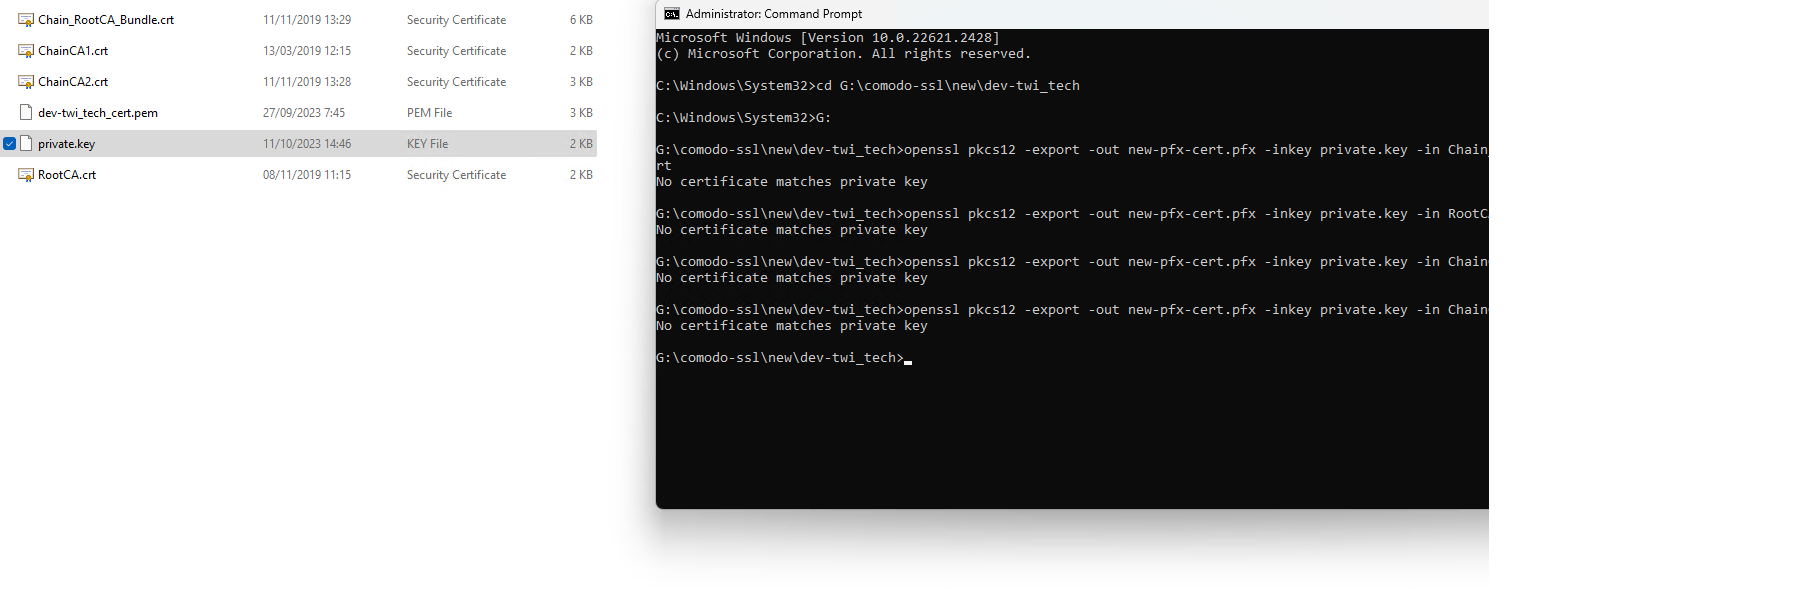 Chain_RootCA_Bundle.crt 11/11/2019 13:29 Security Certificate 6 KB
ChainCA1.crt 13/03/2019 12:15 Security Certificate 2 KB
ChainCA2.crt 11/11/2019 13:28 Security Certificate 3 KB
dev-twi_tech_cert.pem 27/09/2023 7:45 PEM File 3 KB
private.key 11/10/2023 14:46 KEY File 2 KB
RootCA.crt 08/11/2019 11:15 Security Certificate 2 KB
Administrator: Command Prompt
Microsoft Windows [Version 10.0.22621.2428]
(c) Microsoft Corporation. All rights reserved.
C:\Windows\System32>cd G:\comodo-ssl\new\dev-twi_tech
C:\Windows\System32>G:
G:\comodo-ssl\new\dev-twi_tech>openssl pkcs12 -export -out new-pfx-cert.pfx -inkey private.key -in Chain_
rt
No certificate matches private key
G:\comodo-ssl\new\dev-twi_tech>openssl pkcs12 -export -out new-pfx-cert.pfx -inkey private.key -in RootC
No certificate matches private key
G:\comodo-ssl\new\dev-twi_tech>openssl pkcs12 -export -out new-pfx-cert.pfx -inkey private.key -in Chain
No certificate matches private key
G:\comodo-ssl\new\dev-twi_tech>openssl pkcs12 -export -out new-pfx-cert.pfx -inkey private.key -in Chain
No certificate matches private key
G:\comodo-ssl\new\dev-twi_tech>